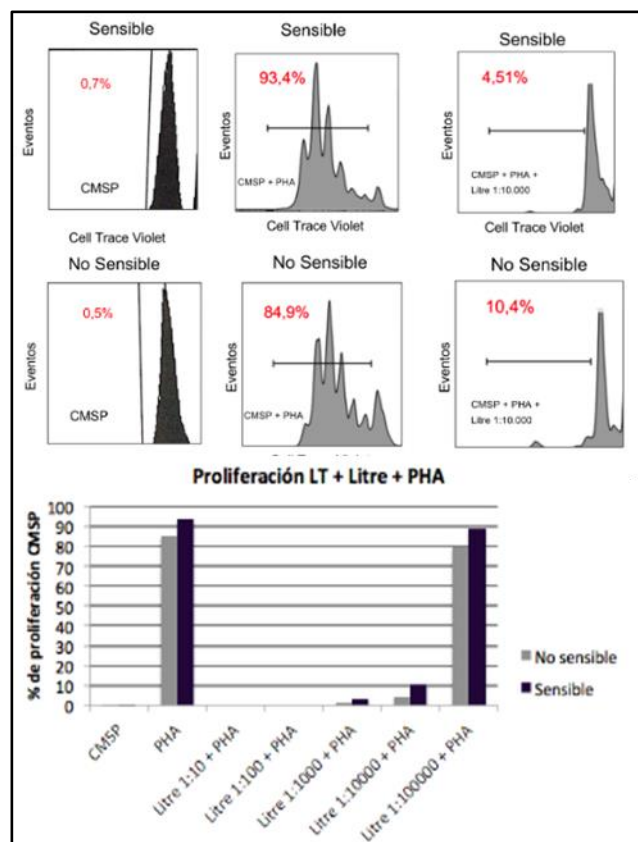 Sensible
0,7%
Eventos
CMSP
Cell Trace Violet
Sensible
93,4%
Eventos
CMSP + PHA
Cell Trace Violet
Sensible
4,51%
Eventos
CMSP + PHA +
Litre 1:10.000
Cell Trace Violet
No Sensible
0,5%
Eventos
CMSP
No Sensible
84,9%
Eventos
CMSP + PHA
No Sensible
10,4%
Eventos
CMSP + PHA +
Litre 1:10.000
Proliferación LT + Litre + PHA
% de proliferación CMSP
100
90
80
70
60
50
40
30
20
10
0
CMSP
PHA
Litre 1:10 + PHA
Litre 1:100 + PHA
Litre 1:1000 + PHA
Litre 1:10000 + PHA
Litre 1:100000 + PHA
No sensible
Sensible